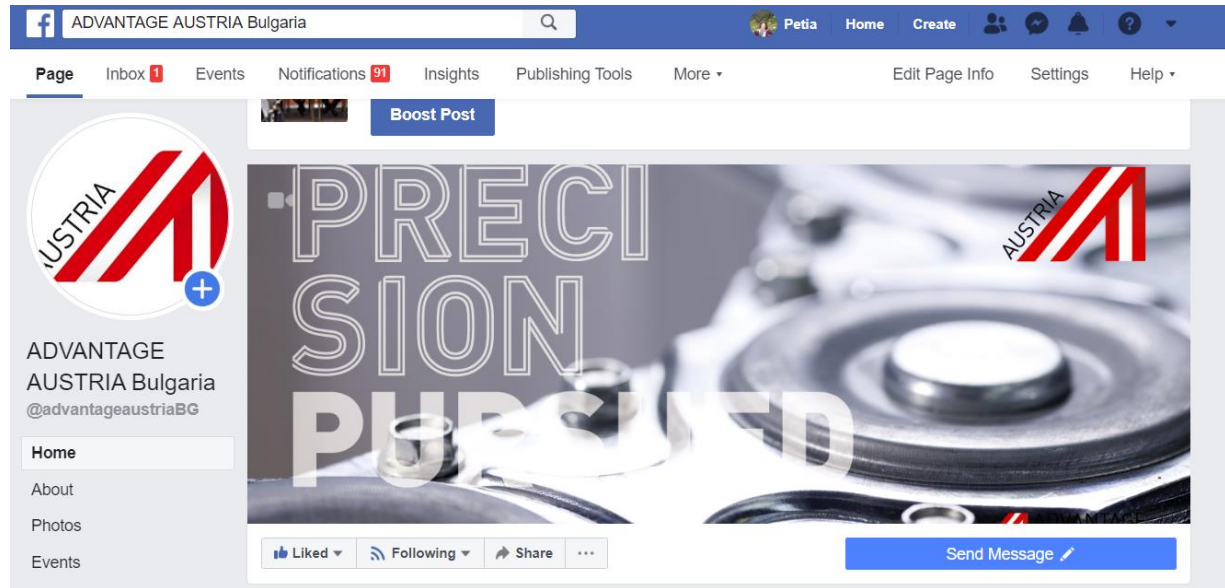 ADVANTAGE AUSTRIA Bulgaria
Petia Home Create
Page Inbox 1 Events Notifications 91 Insights Publishing Tools More Edit Page Info Settings Help
Boost Post
AUSTRIA
PRECI
SION
PURSUED
AUSTRIA
ADVANTAGE
ADVANTAGE
AUSTRIA Bulgaria
@advantageaustriaBG
Home
About
Photos
Events
Liked Following Share ...
Send Message